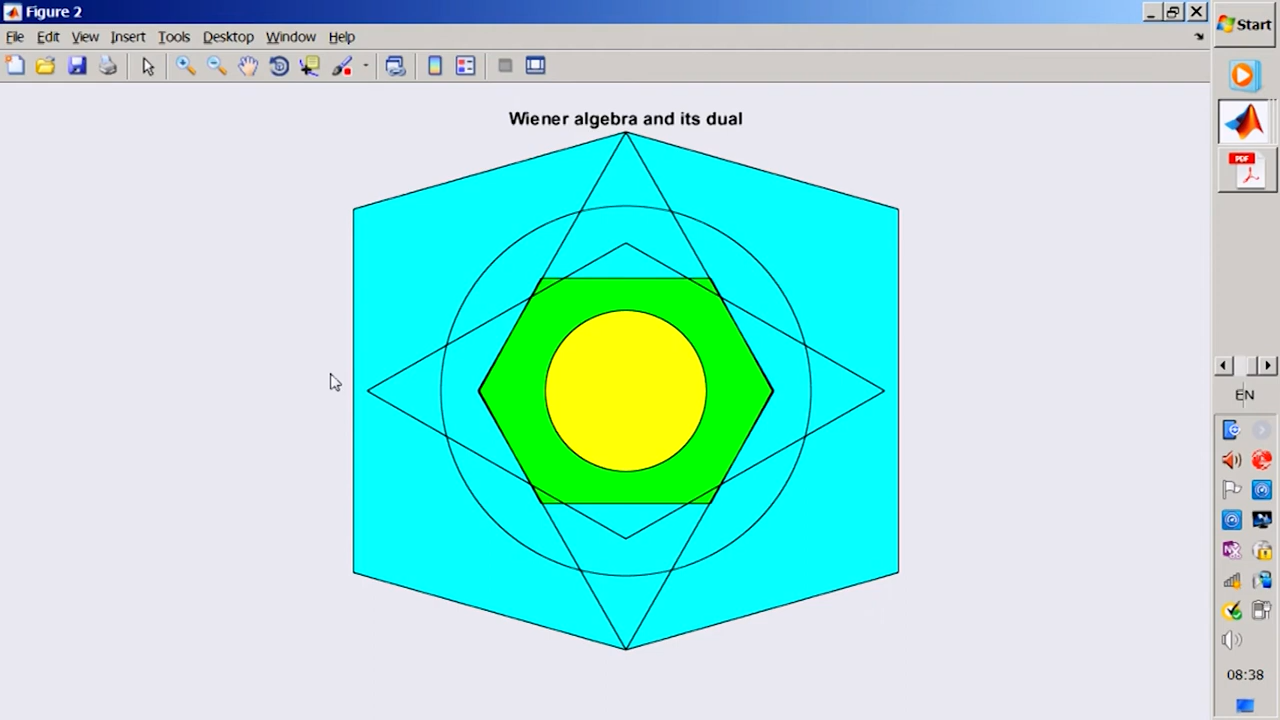 Figure 2
File Edit View Insert Tools Desktop Window Help
Start
Wiener algebra and its dual
PDF
EN
08:38